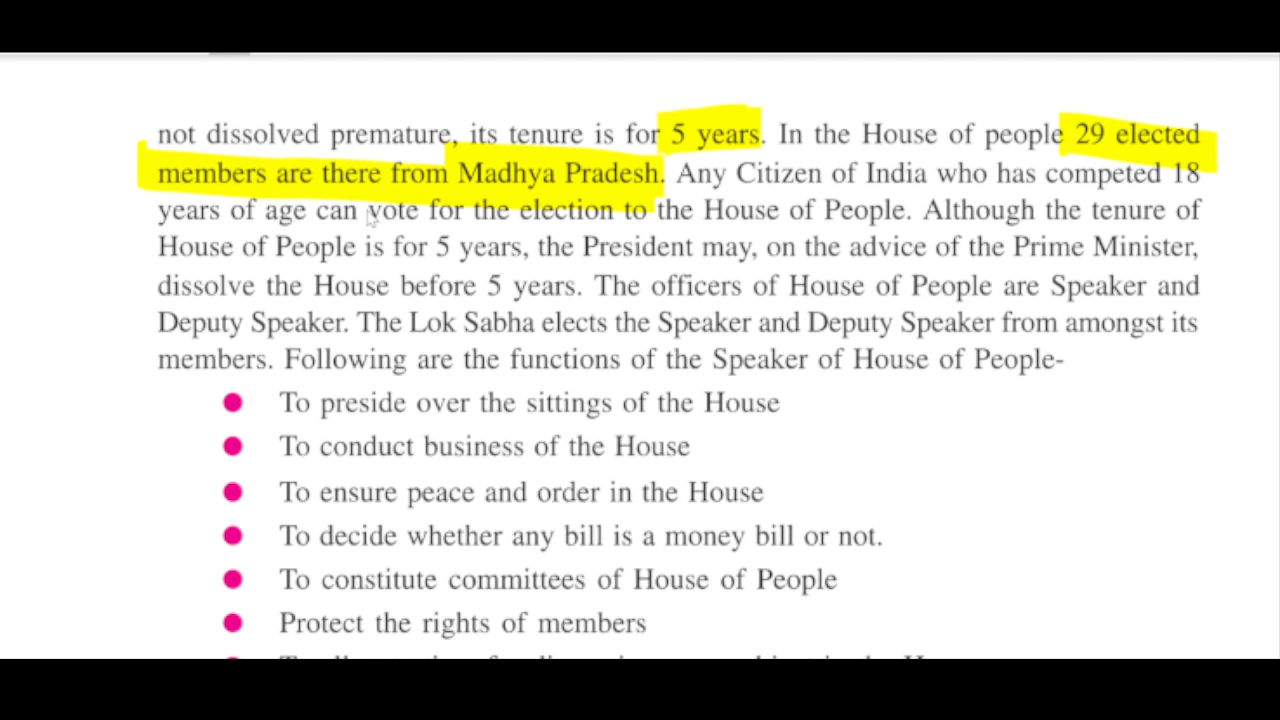 not dissolved premature, its tenure is for 5 years. In the House of people 29 elected
members are there from Madhya Pradesh. Any Citizen of India who has competed 18
years of age can vote for the election to the House of People. Although the tenure of
House of People is for 5 years, the President may, on the advice of the Prime Minister,
dissolve the House before 5 years. The officers of House of People are Speaker and
Deputy Speaker. The Lok Sabha elects the Speaker and Deputy Speaker from amongst its
members. Following are the functions of the Speaker of House of People-
● To preside over the sittings of the House
● To conduct business of the House
● To ensure peace and order in the House
● To decide whether any bill is a money bill or not.
● To constitute committees of House of People
● Protect the rights of members